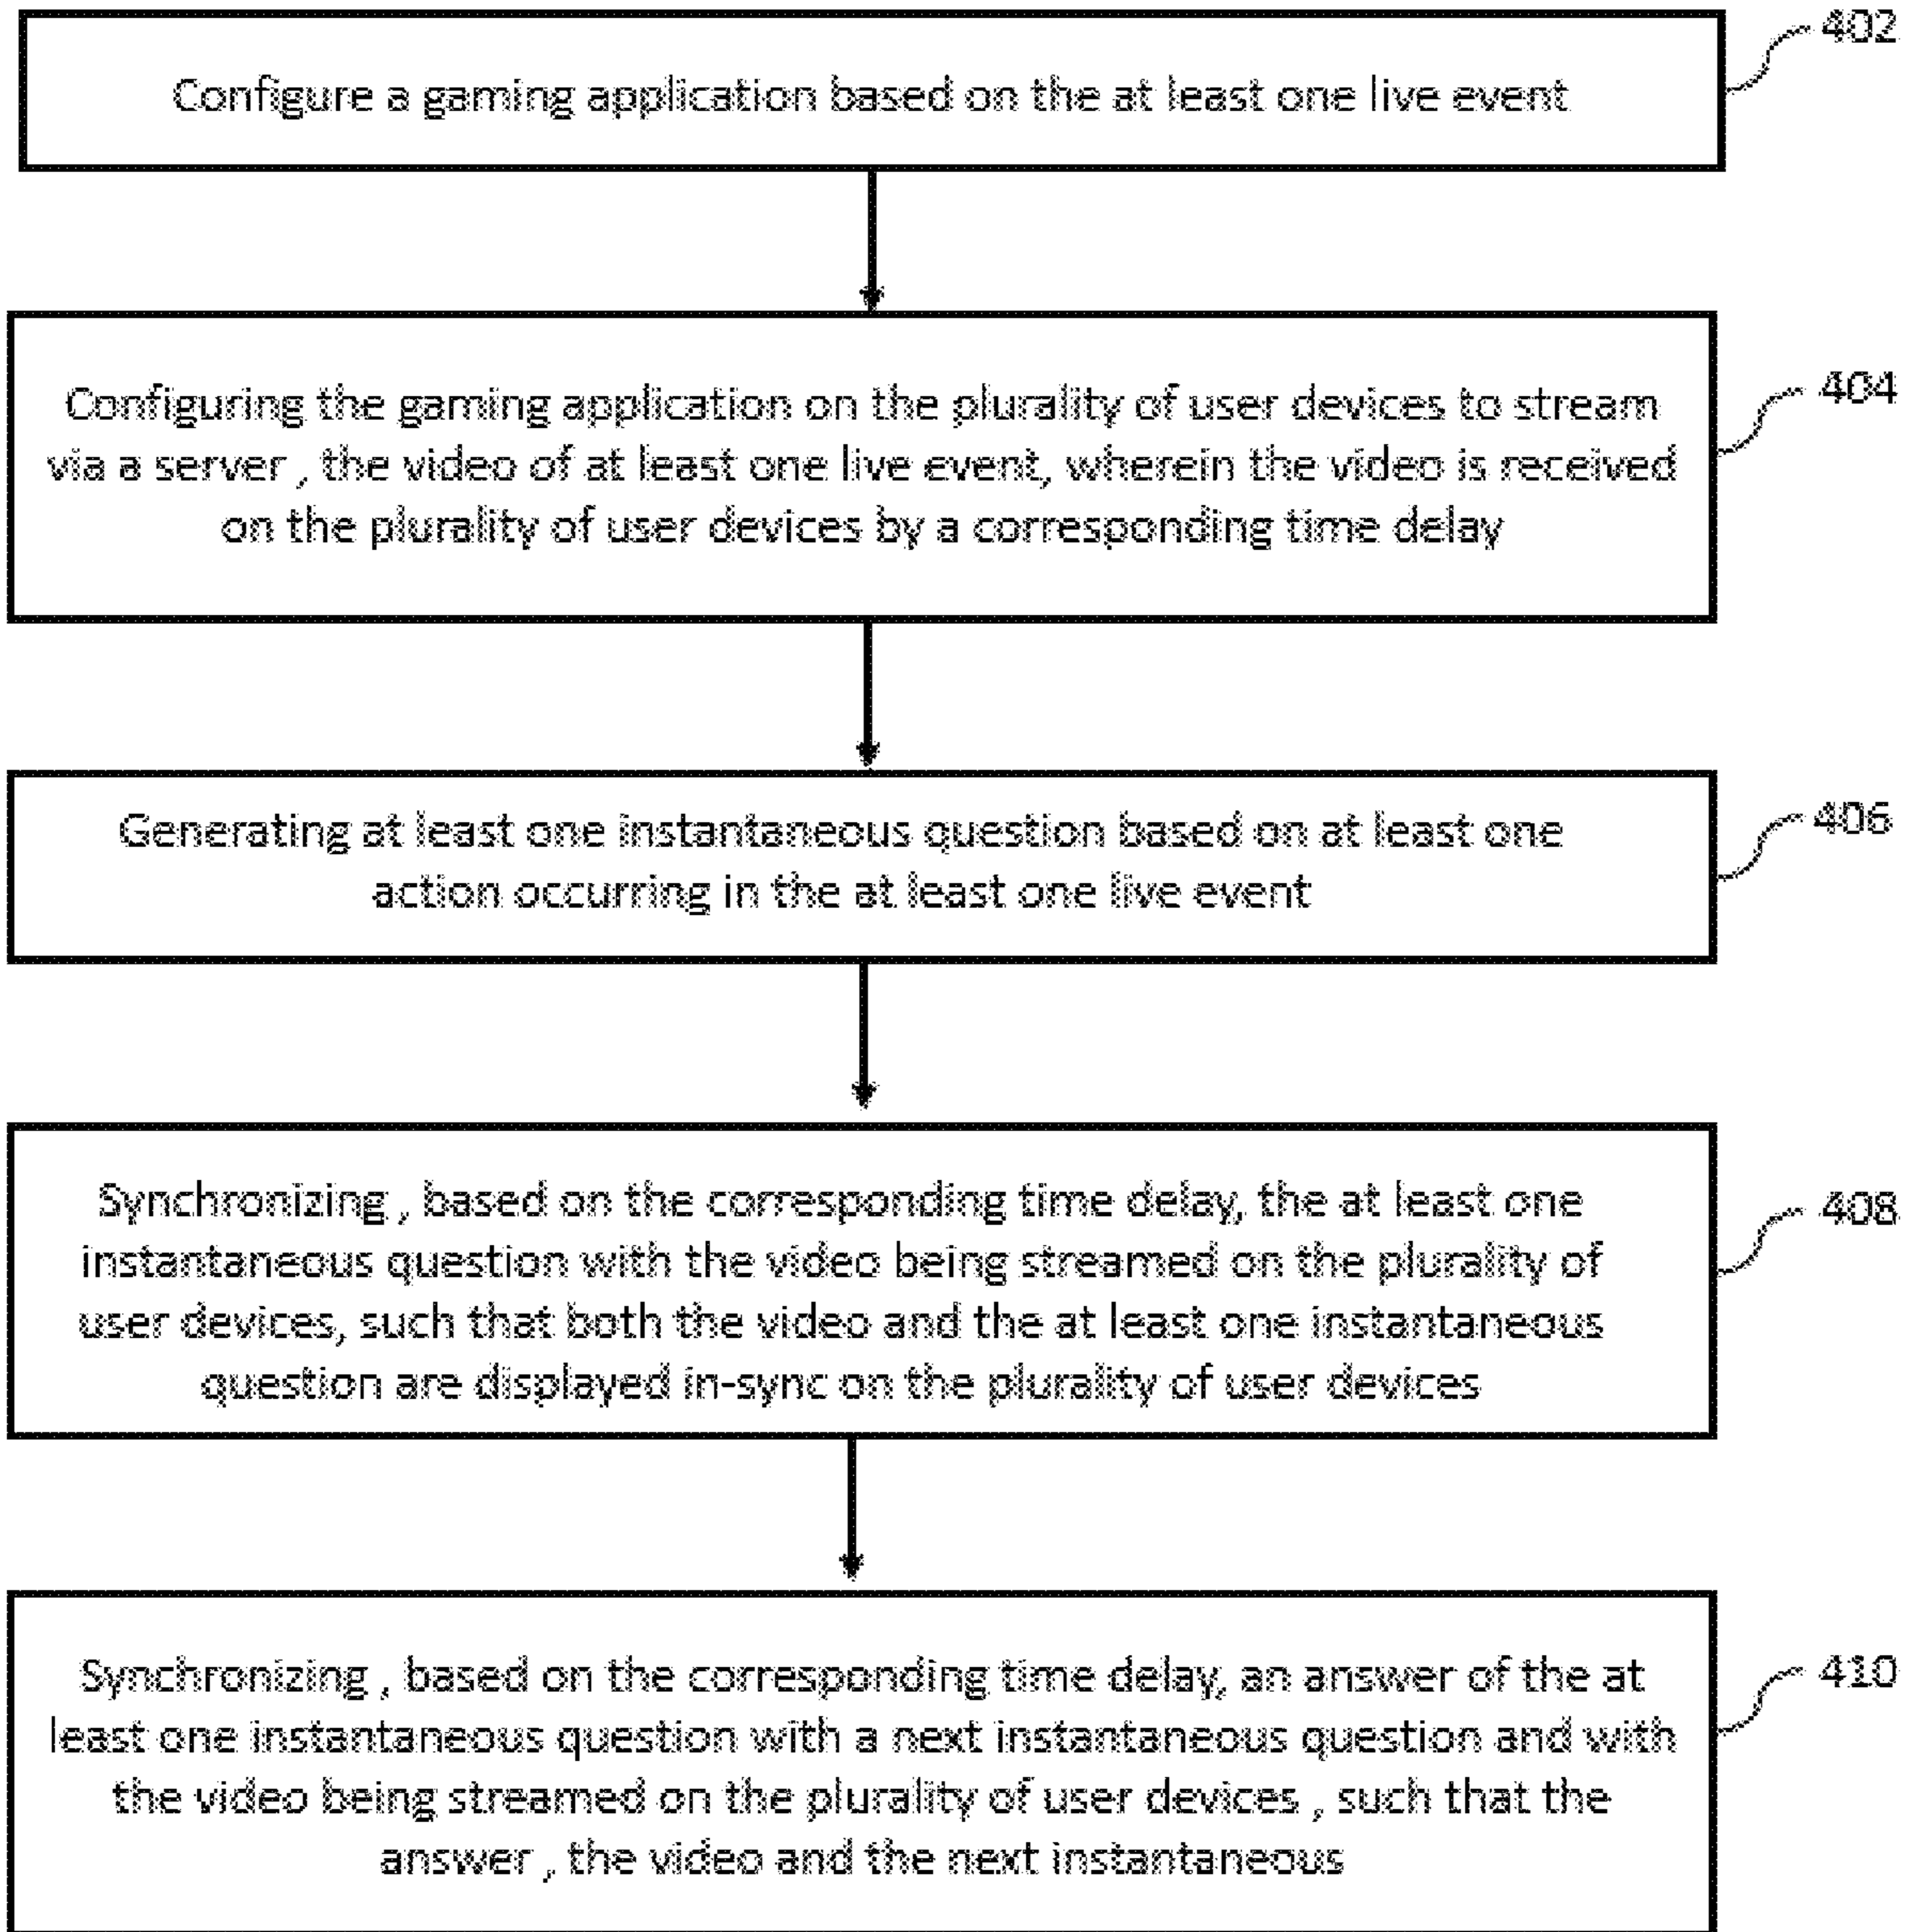 402
Configure a gaming application based on the at least one live event
404
Configuring the gaming application on the plurality of user devices to stream
via a server , the video of at least one live event, wherein the video is received
on the plurality of user devices by a corresponding time delay
406
Generating at least one instantaneous question based on at least one
action occurring in the at least one live event
408
Synchronizing , based on the corresponding time delay, the at least one
instantaneous question with the video being streamed on the plurality of
user devices, such that both the video and the at least one instantaneous
question are displayed in-sync on the plurality of user devices
410
Synchronizing , based on the corresponding time delay, an answer of the at
least one instantaneous question with a next instantaneous question and with
the video being streamed on the plurality of user devices , such that the
answer , the video and the next instantaneous